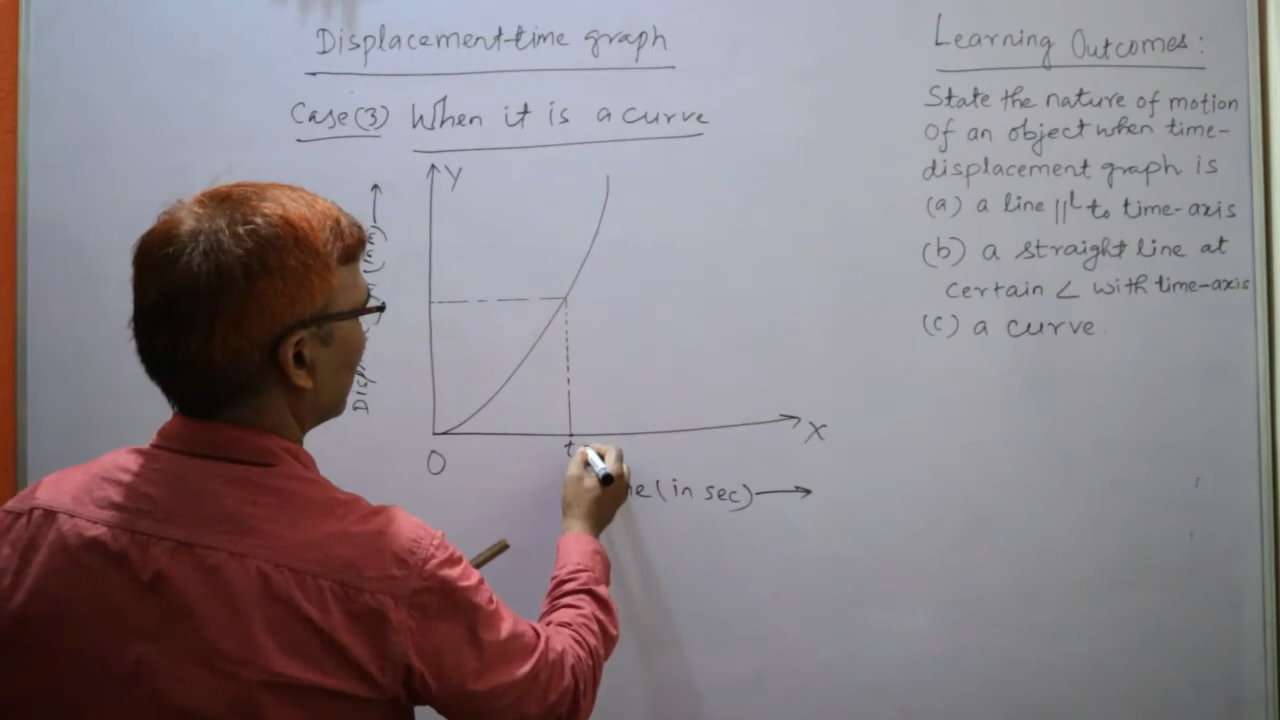 Displacement-time graph
Case(3) When it is a curve
Y
(in m)
O
t
X
(in sec)
Learning Outcomes:
State the nature of motion
Of an object when time-
displacement graph is
(a) a line ||L to time-axis
(b) a straight line at
certain ∠ with time-axis
(c) a curve.